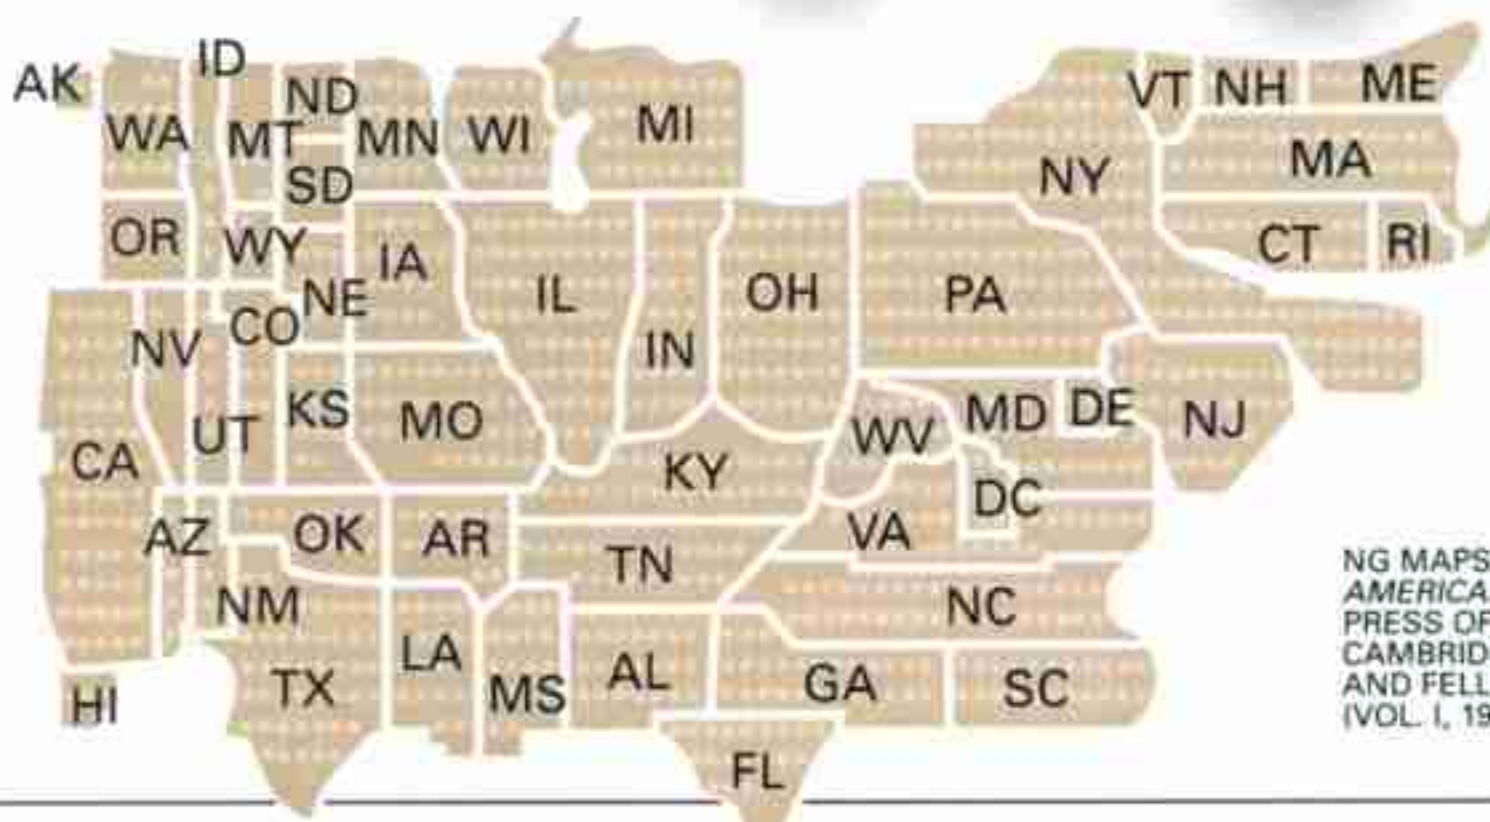 AK
WA
ID
MT
ND
SD
MN
WI
MI
VT
NH
ME
NY
MA
CT
RI
OR
WY
NE
IA
IL
IN
OH
PA
NV
CO
UT
KS
MO
CA
KY
WV
MD
DE
NJ
DC
VA
AZ
OK
AR
TN
NM
NC
TX
LA
MS
AL
GA
SC
HI
FL
NG MAPS
AMERICA
PRESS OF
CAMBRID
AND FELL
(VOL. I, 19